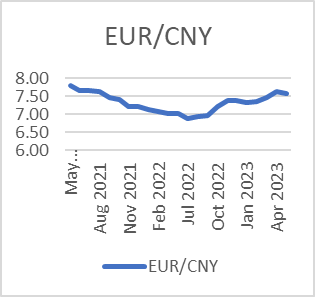 EUR/CNY
8.00
7.50
7.00
6.50
6.00
May...
Aug 2021
Nov 2021
Feb 2022
Jul 2022
Oct 2022
Jan 2023
Apr 2023
EUR/CNY